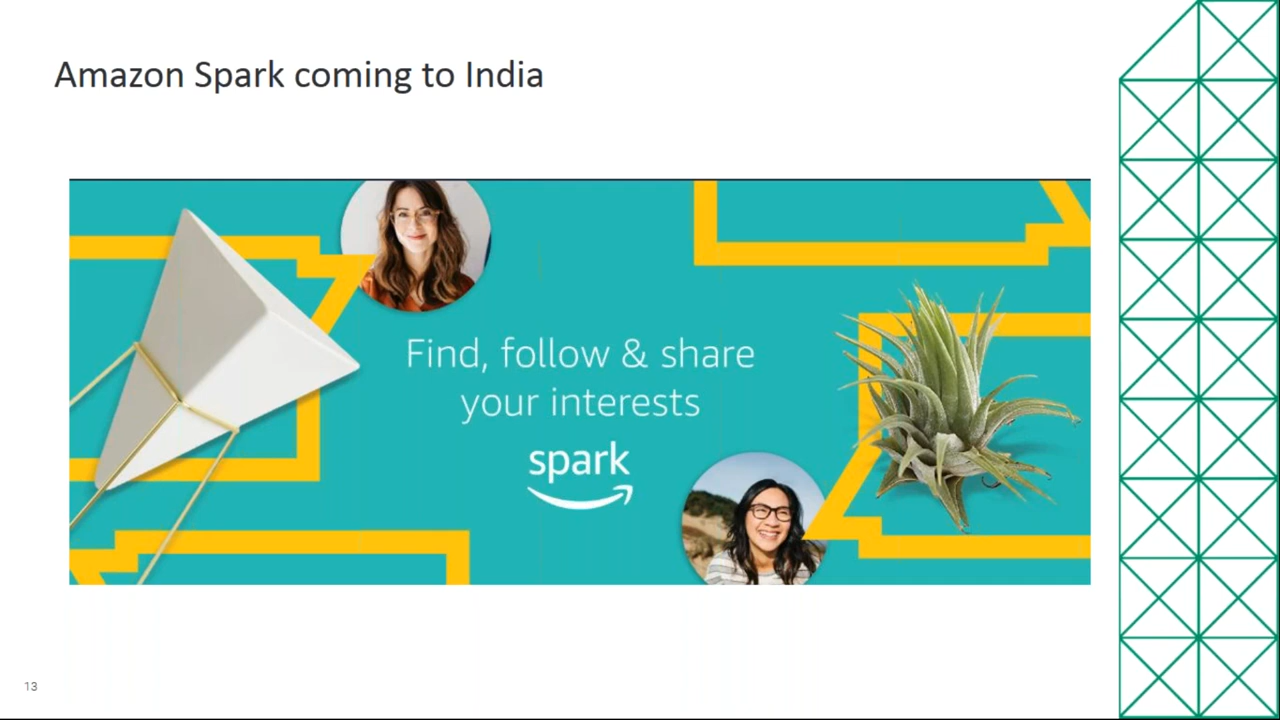 Amazon Spark coming to India
Find, follow & share
your interests
spark
13